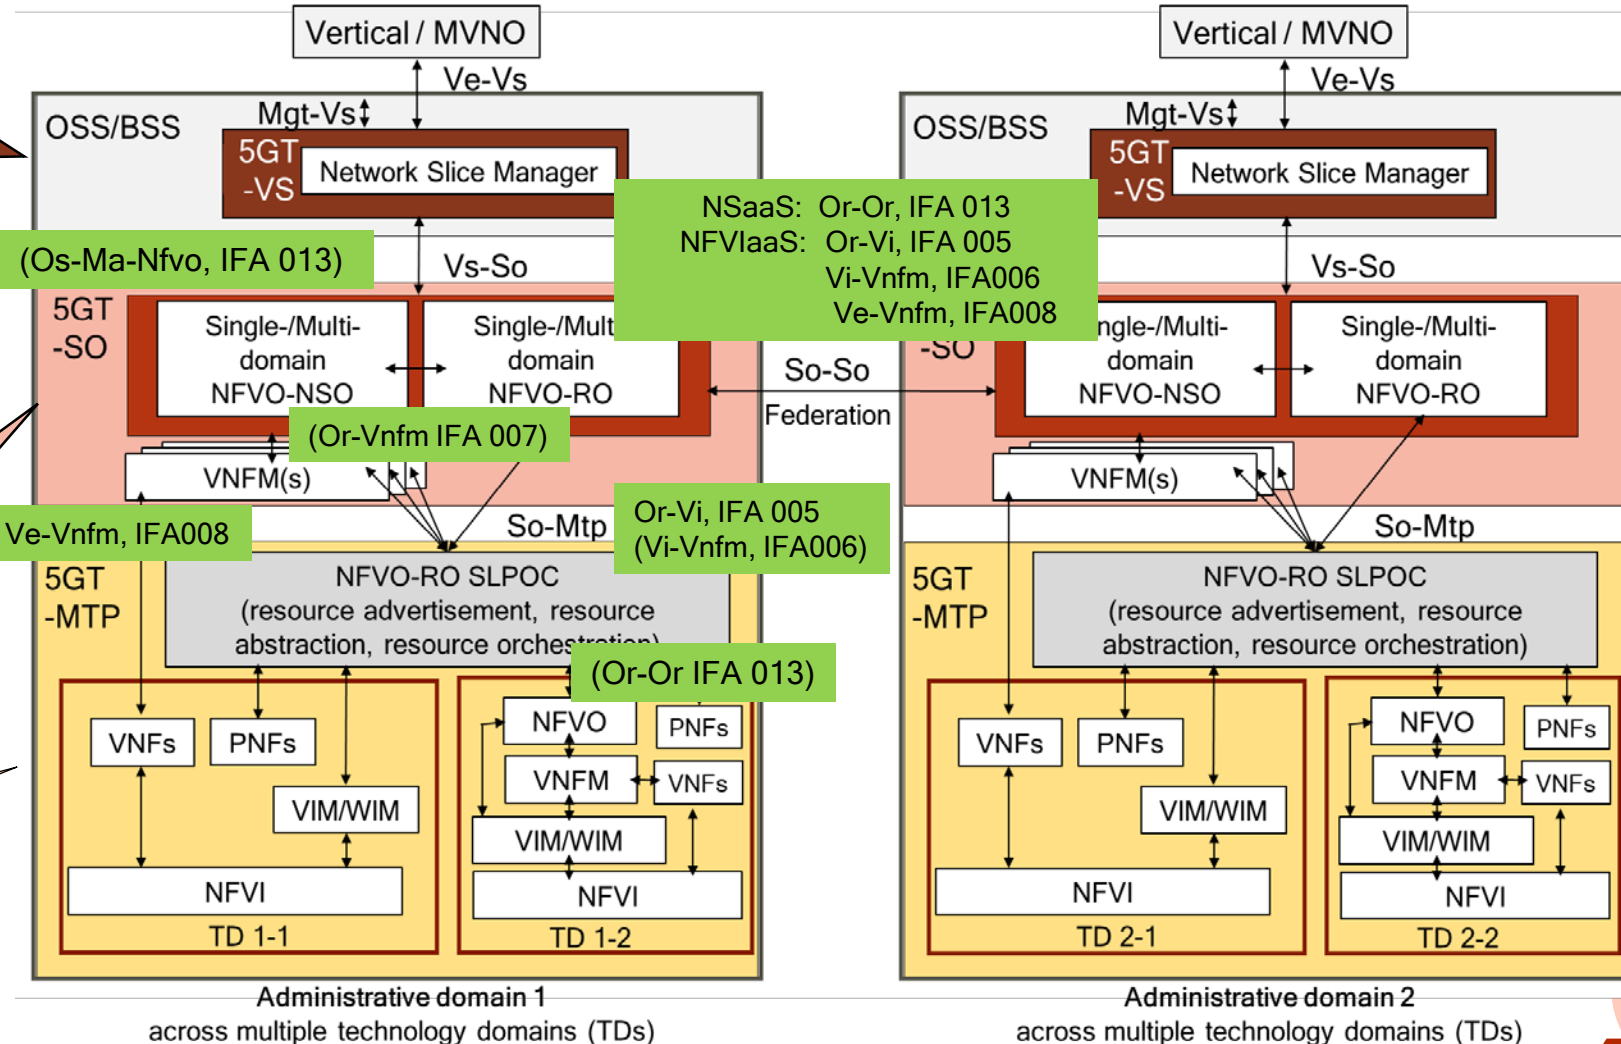 Vertical / MVNO
Ve-Vs
OSS/BSS
Mgt-Vs
5GT
-VS
Network Slice Manager
(Os-Ma-Nfvo, IFA 013)
Vs-So
NSaaS: Or-Or, IFA 013
NFVIaaS: Or-Vi, IFA 005
Vi-Vnfm, IFA006
Ve-Vnfm, IFA008
5GT
-SO
Single-/Multi-
domain
NFVO-NSO
Single-/Mult
domain
NFVO-RO
So-So
Federation
(Or-Vnfm IFA 007)
VNFM(s)
Ve-Vnfm, IFA008
So-Mtp
Or-Vi, IFA 005
(Vi-Vnfm, IFA006)
5GT
-MTP
NFVO-RO SLPOC
(resource advertisement, resource
abstraction, resource orchestration)
(Or-Or IFA 013)
VNFs
PNFs
VIM/WIM
NFVI
TD 1-1
NFVO
PNFs
VNFM
VNFs
VIM/WIM
NFVI
TD 1-2
Administrative domain 1
across multiple technology domains (TDs)
Vertical / MVNO
Ve-Vs
OSS/BSS
Mgt-Vs
5GT
-VS
Network Slice Manager
Vs-So
-SO
ngle-/Multi-
domain
NFVO-NSO
Single-/Multi-
domain
NFVO-RO
VNFM(s)
So-Mtp
5GT
-MTP
NFVO-RO SLPOC
(resource advertisement, resource
abstraction, resource orchestration)
VNFs
PNFs
VIM/WIM
NFVI
TD 2-1
NFVO
PNFs
VNFM
VNFs
VIM/WIM
NFVI
TD 2-2
Administrative domain 2
across multiple technology domains (TDs)